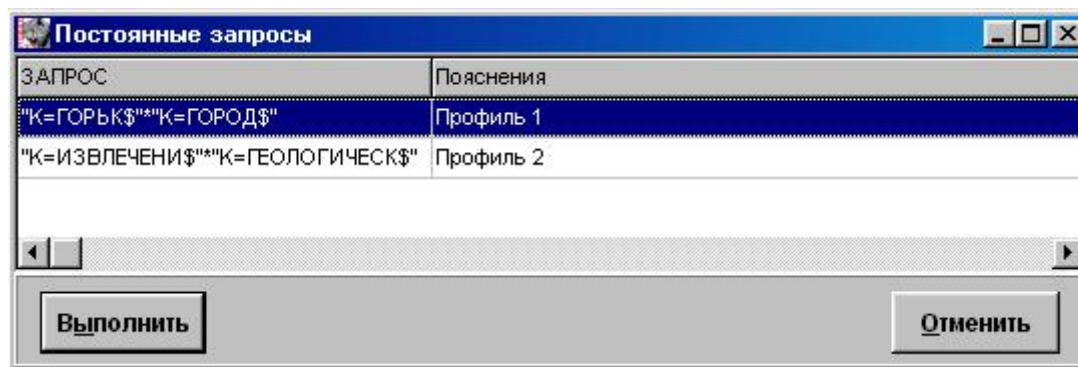 Постоянные запросы
ЗАПРОС Пояснения
"К=ГОРЬК$"*"К=ГОРОД$" Профиль 1
"К=ИЗВЛЕЧЕНИ$"*"К=ГЕОЛОГИЧЕСК$" Профиль 2
Выполнить Отменить